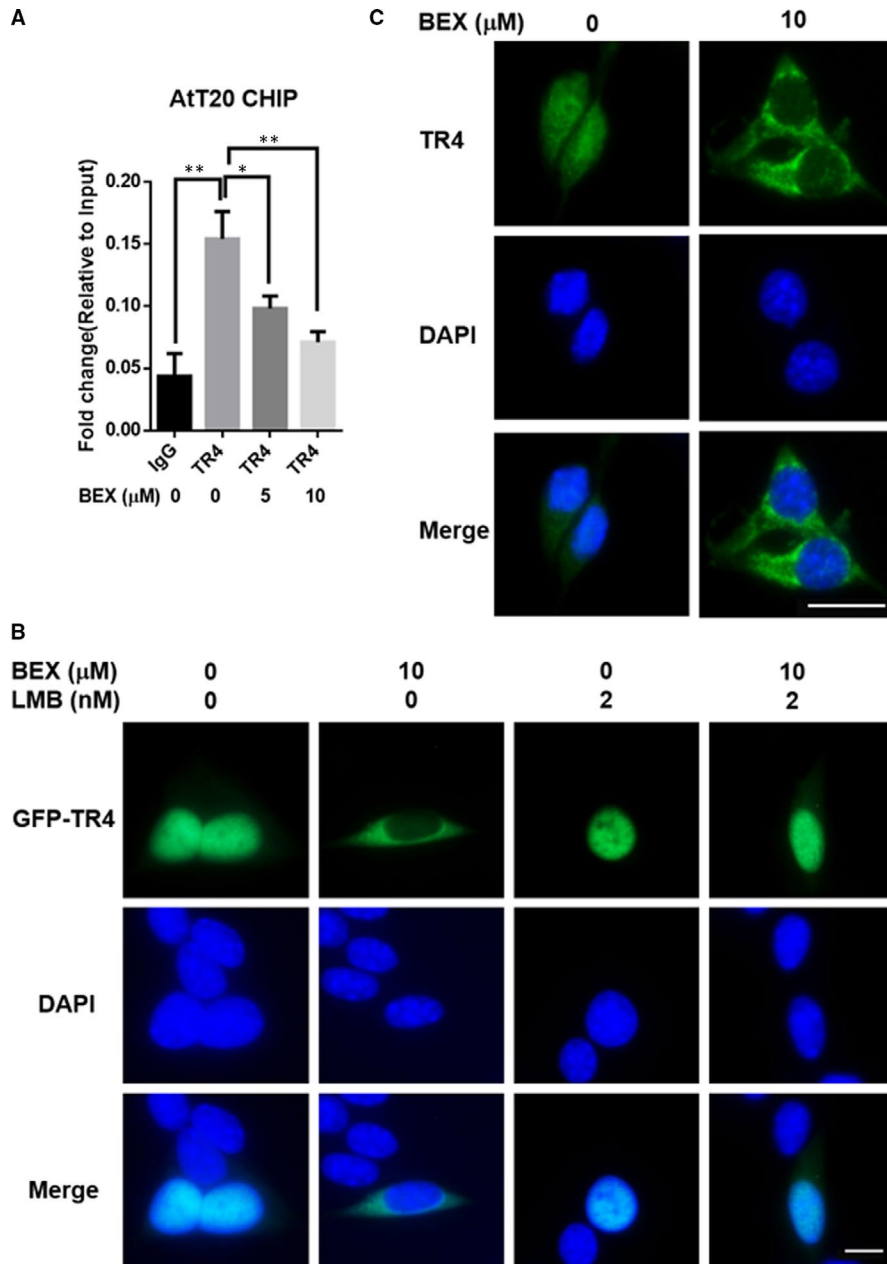 A
AtT20 CHIP
Fold change(Relative to Input)
0.20
0.15
0.10
0.05
0.00
** * **
IgG TR4 TR4 TR4
BEX (μM) 0 0 5 10
C
BEX (μM) 0 10
TR4
DAPI
Merge
B
BEX (μM) 0 10 0 10
LMB (nM) 0 0 2 2
GFP-TR4
DAPI
Merge